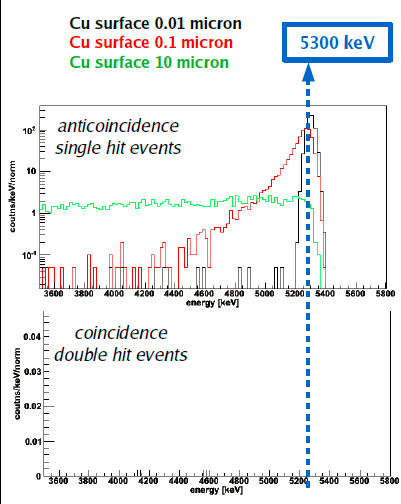 Cu surface 0.01 micron
Cu surface 0.1 micron
Cu surface 10 micron
5300 keV
anticoincidence
single hit events
coutns/keV/norm
10²
10
1
10⁻¹
3600 3800 4000 4200 4400 4600 4800 5000 5200 5400 5600 5800
energy [keV]
coincidence
double hit events
coutns/keV/norm
0.04
0.03
0.02
0.01
0
3600 3800 4000 4200 4400 4600 4800 5000 5200 5400 5600 5800
energy [keV]